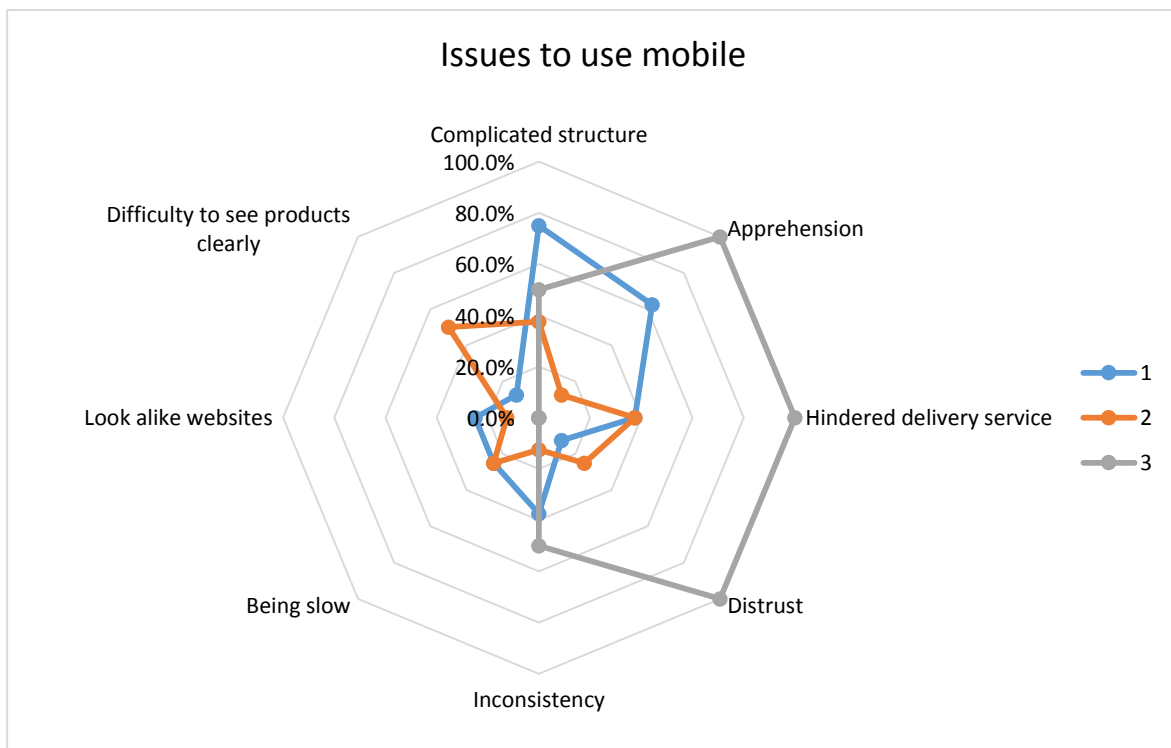 Issues to use mobile
Complicated structure
100.0%
80.0%
60.0%
40.0%
20.0%
0.0%
Difficulty to see products
clearly
Apprehension
Look alike websites
Hindered delivery service
Being slow
Distrust
Inconsistency
1
2
3